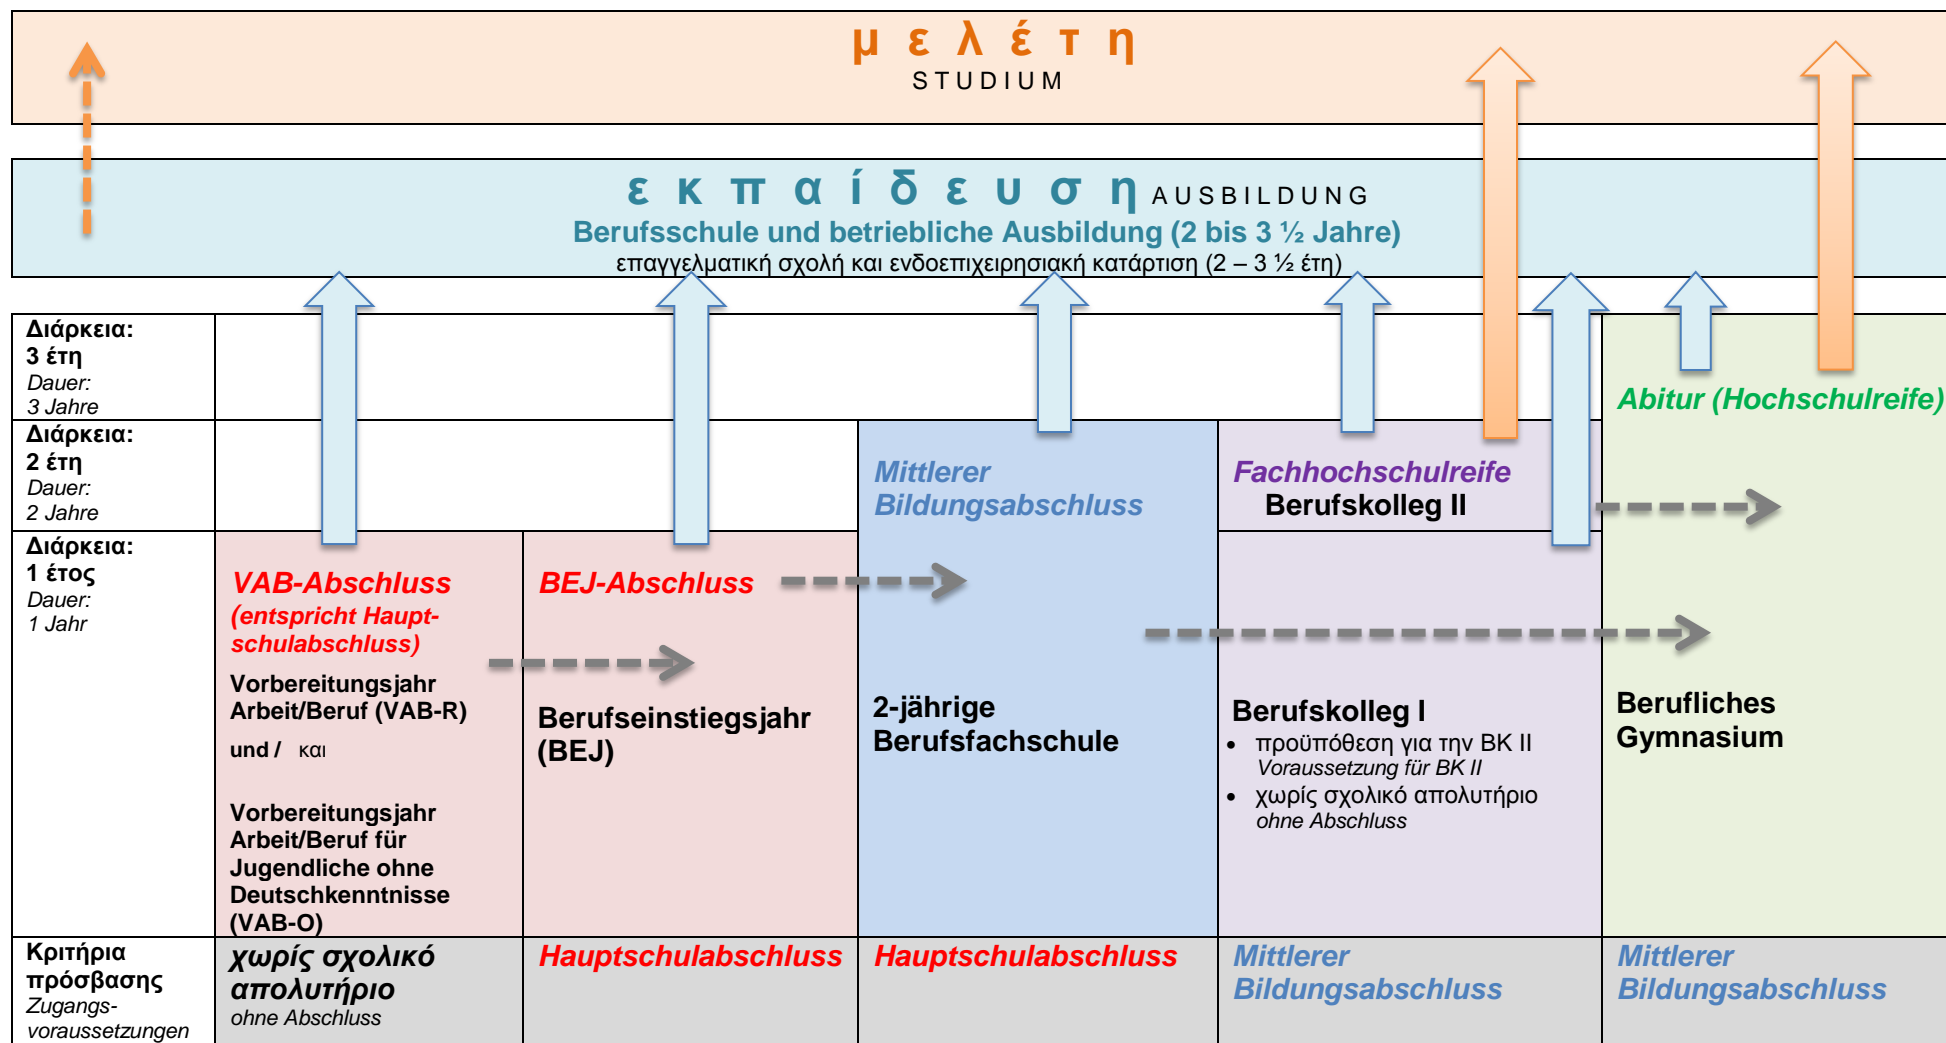 μ ε λ έ τ η
S T U D I U M
ε κ π α ί δ ε υ σ η A U S B I L D U N G
Berufsschule und betriebliche Ausbildung (2 bis 3 ½ Jahre)
επαγγελματική σχολή και ενδοεπιχειρησιακή κατάρτιση (2 – 3 ½ έτη)
Διάρκεια:
3 έτη
Dauer:
3 Jahre
Abitur (Hochschulreife)
Διάρκεια:
2 έτη
Dauer:
2 Jahre
Mittlerer
Bildungsabschluss
Fachhochschulreife
Berufskolleg II
Διάρκεια:
1 έτος
Dauer:
1 Jahr
VAB-Abschluss
(entspricht Haupt-
schulabschluss)
Vorbereitungsjahr
Arbeit/Beruf (VAB-R)
und / και
Vorbereitungsjahr
Arbeit/Beruf für
Jugendliche ohne
Deutschkenntnisse
(VAB-O)
BEJ-Abschluss
Berufseinstiegsjahr
(BEJ)
2-jährige
Berufsfachschule
Berufskolleg I
• προϋπόθεση για την BK II
Voraussetzung für BK II
• χωρίς σχολικό απολυτήριο
ohne Abschluss
Berufliches
Gymnasium
Κριτήρια
πρόσβασης
Zugangs-
voraussetzungen
χωρίς σχολικό
απολυτήριο
ohne Abschluss
Hauptschulabschluss
Hauptschulabschluss
Mittlerer
Bildungsabschluss
Mittlerer
Bildungsabschluss